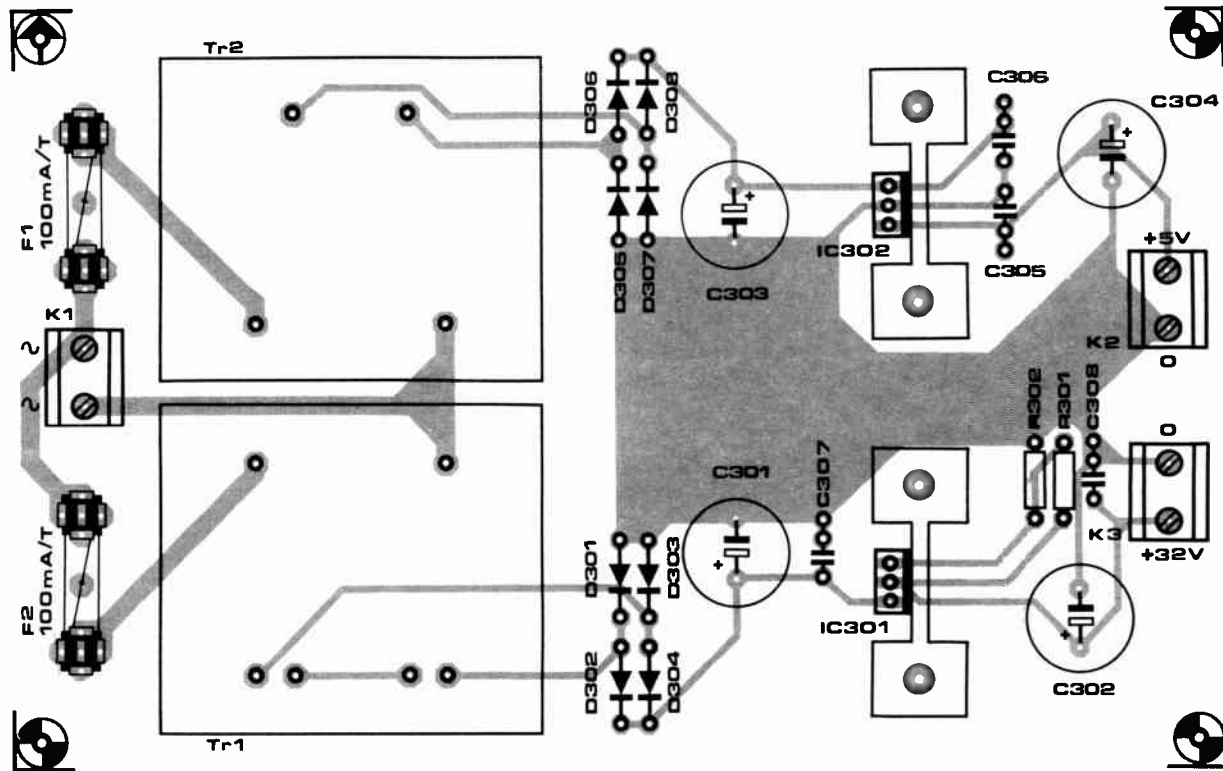 Tr2
F1
100mA/T
D306
D308
C306
C304
+
+
IC302
C305
+5V
D305
D307
C303
K1
K2
0
R302
R301
C308
0
C301
C307
K3
+32V
F2
100mA/T
D301
D303
+
IC301
+
D302
D304
C302
Tr1